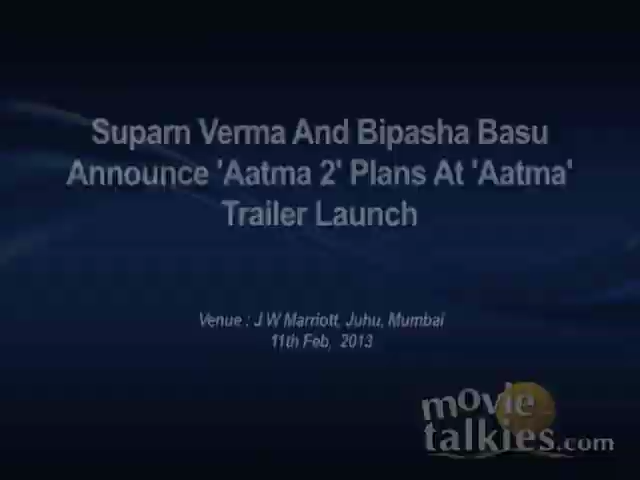 Suparn Verma And Bipasha Basu
Announce 'Aatma 2' Plans At 'Aatma'
Trailer Launch
Venue : J W Marriott, Juhu, Mumbai
11th Feb, 2013
movie
talkies.com